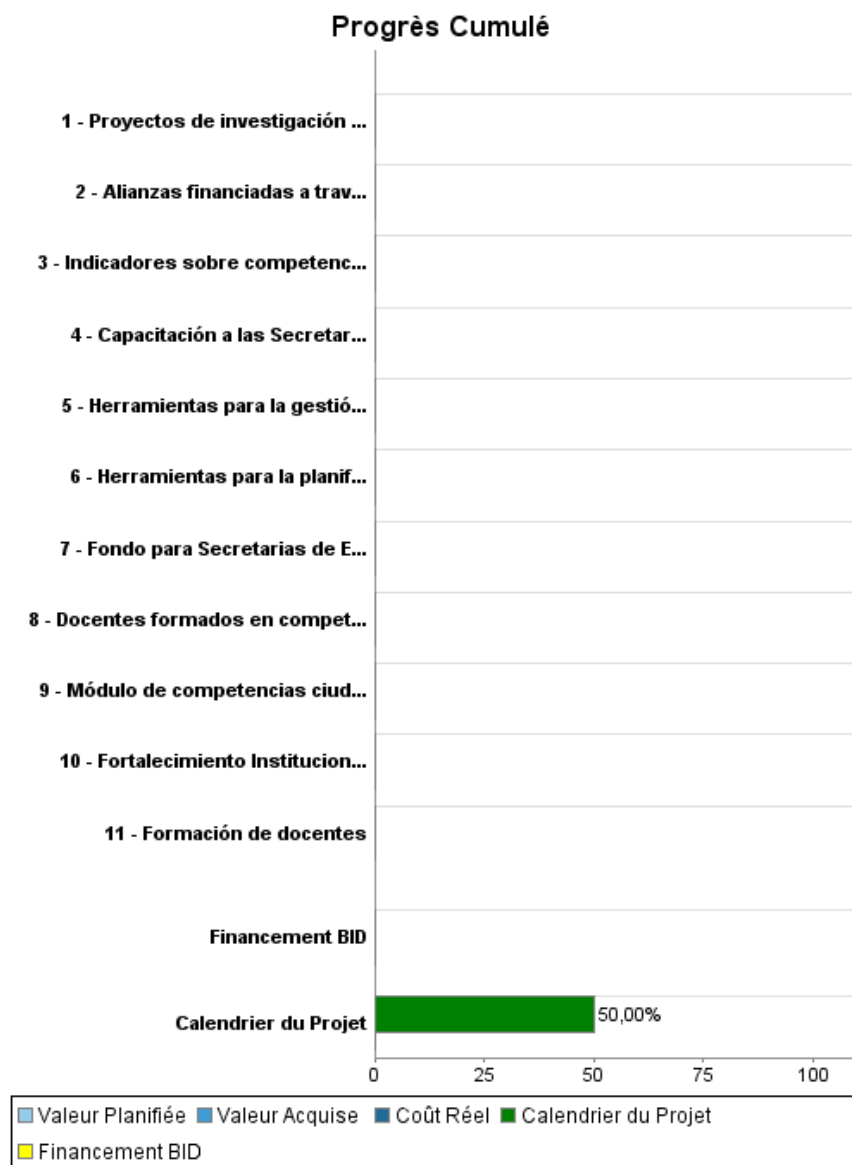 Progrès Cumulé
1 - Proyectos de investigación ...
2 - Alianzas financiadas a trav...
3 - Indicadores sobre competenc...
4 - Capacitación a las Secretar...
5 - Herramientas para la gestió...
6 - Herramientas para la planif...
7 - Fondo para Secretarias de E...
8 - Docentes formados en compet...
9 - Módulo de competencias ciud...
10 - Fortalecimiento Institucion...
11 - Formación de docentes
Financement BID
Calendrier du Projet 50,00%
0 25 50 75 100
Valeur Planifiée Valeur Acquise Coût Réel Calendrier du Projet
Financement BID